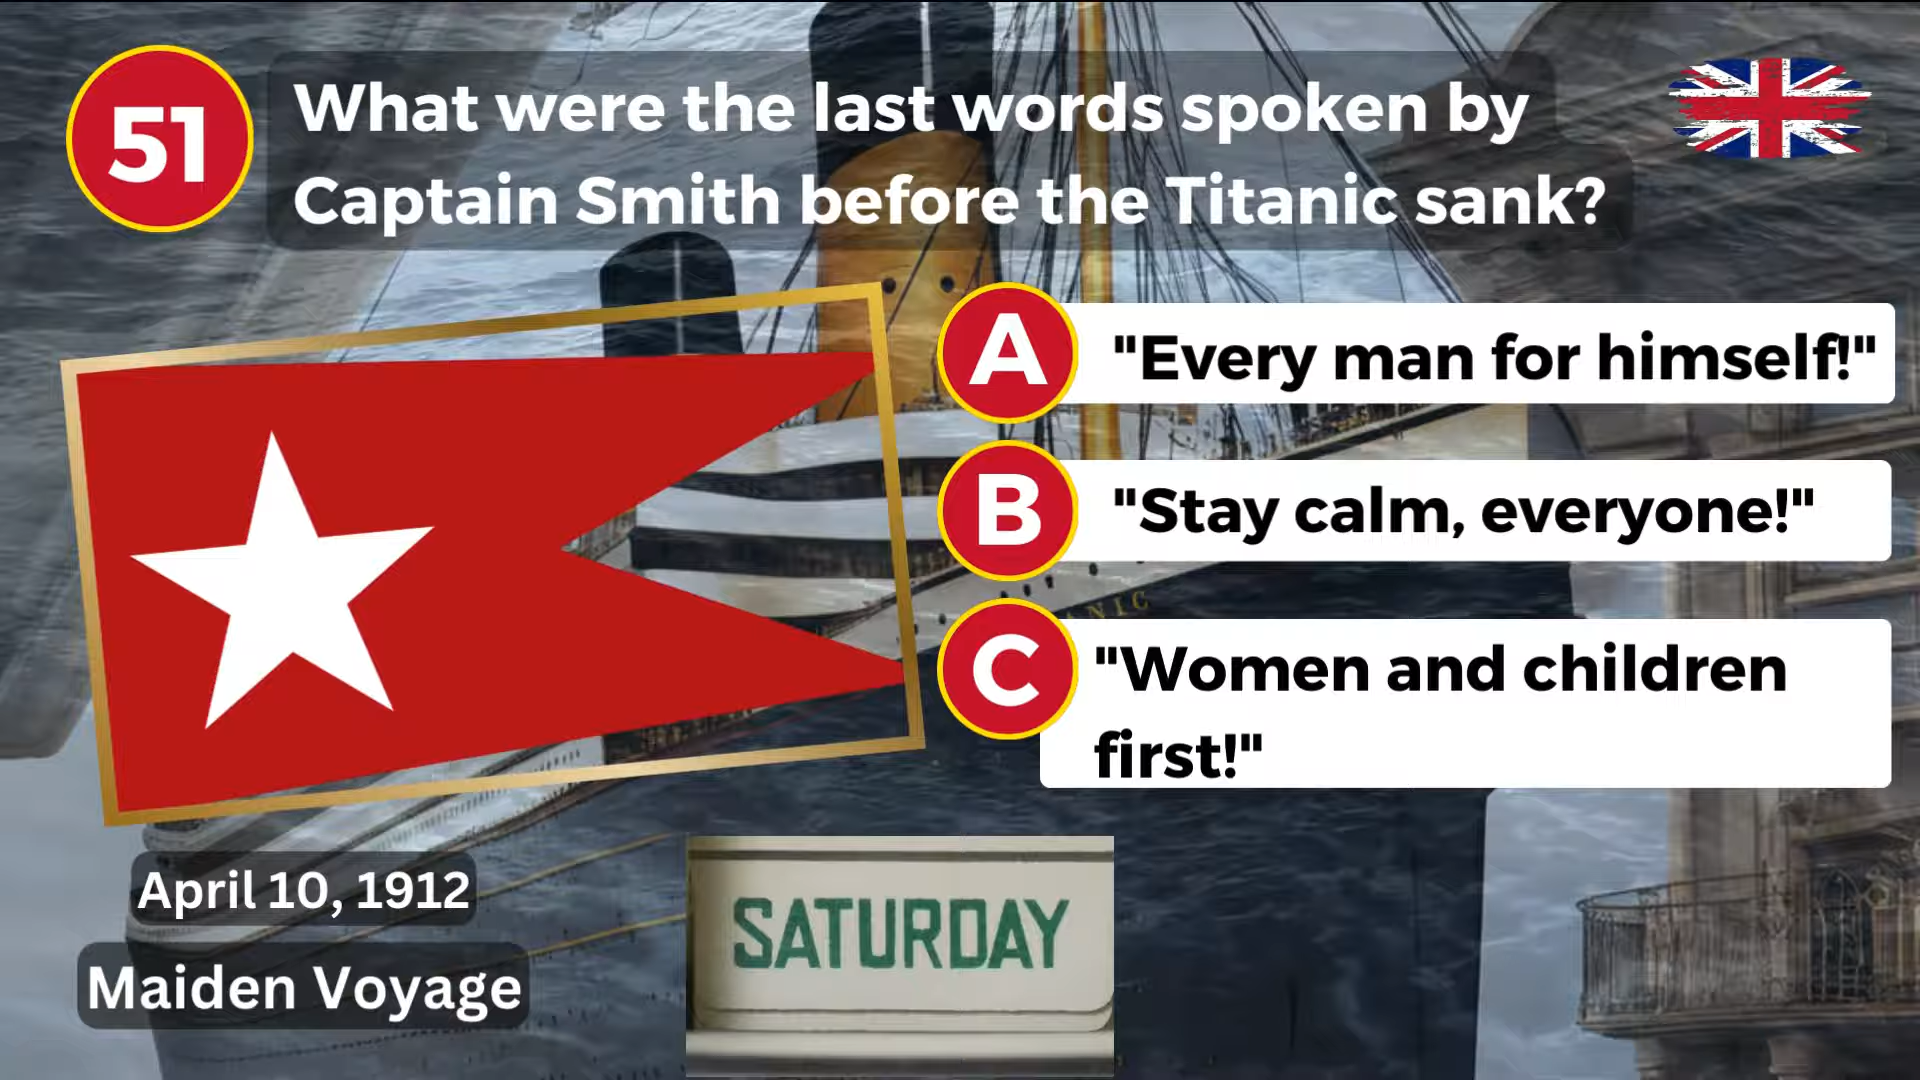 51
What were the last words spoken by
Captain Smith before the Titanic sank?
A
"Every man for himself!"
B
"Stay calm, everyone!"
C
"Women and children
first!"
NIC
April 10, 1912
Maiden Voyage
SATURDAY